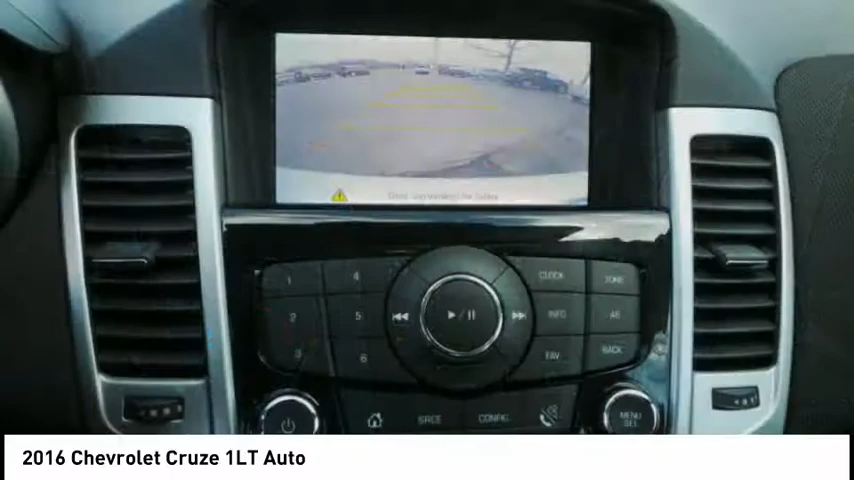 1 4 CLOCK TONE
2 5 INFO AS
3 6 FAV BACK
SRCE CONFIG MENU
SEL
2016 Chevrolet Cruze 1LT Auto